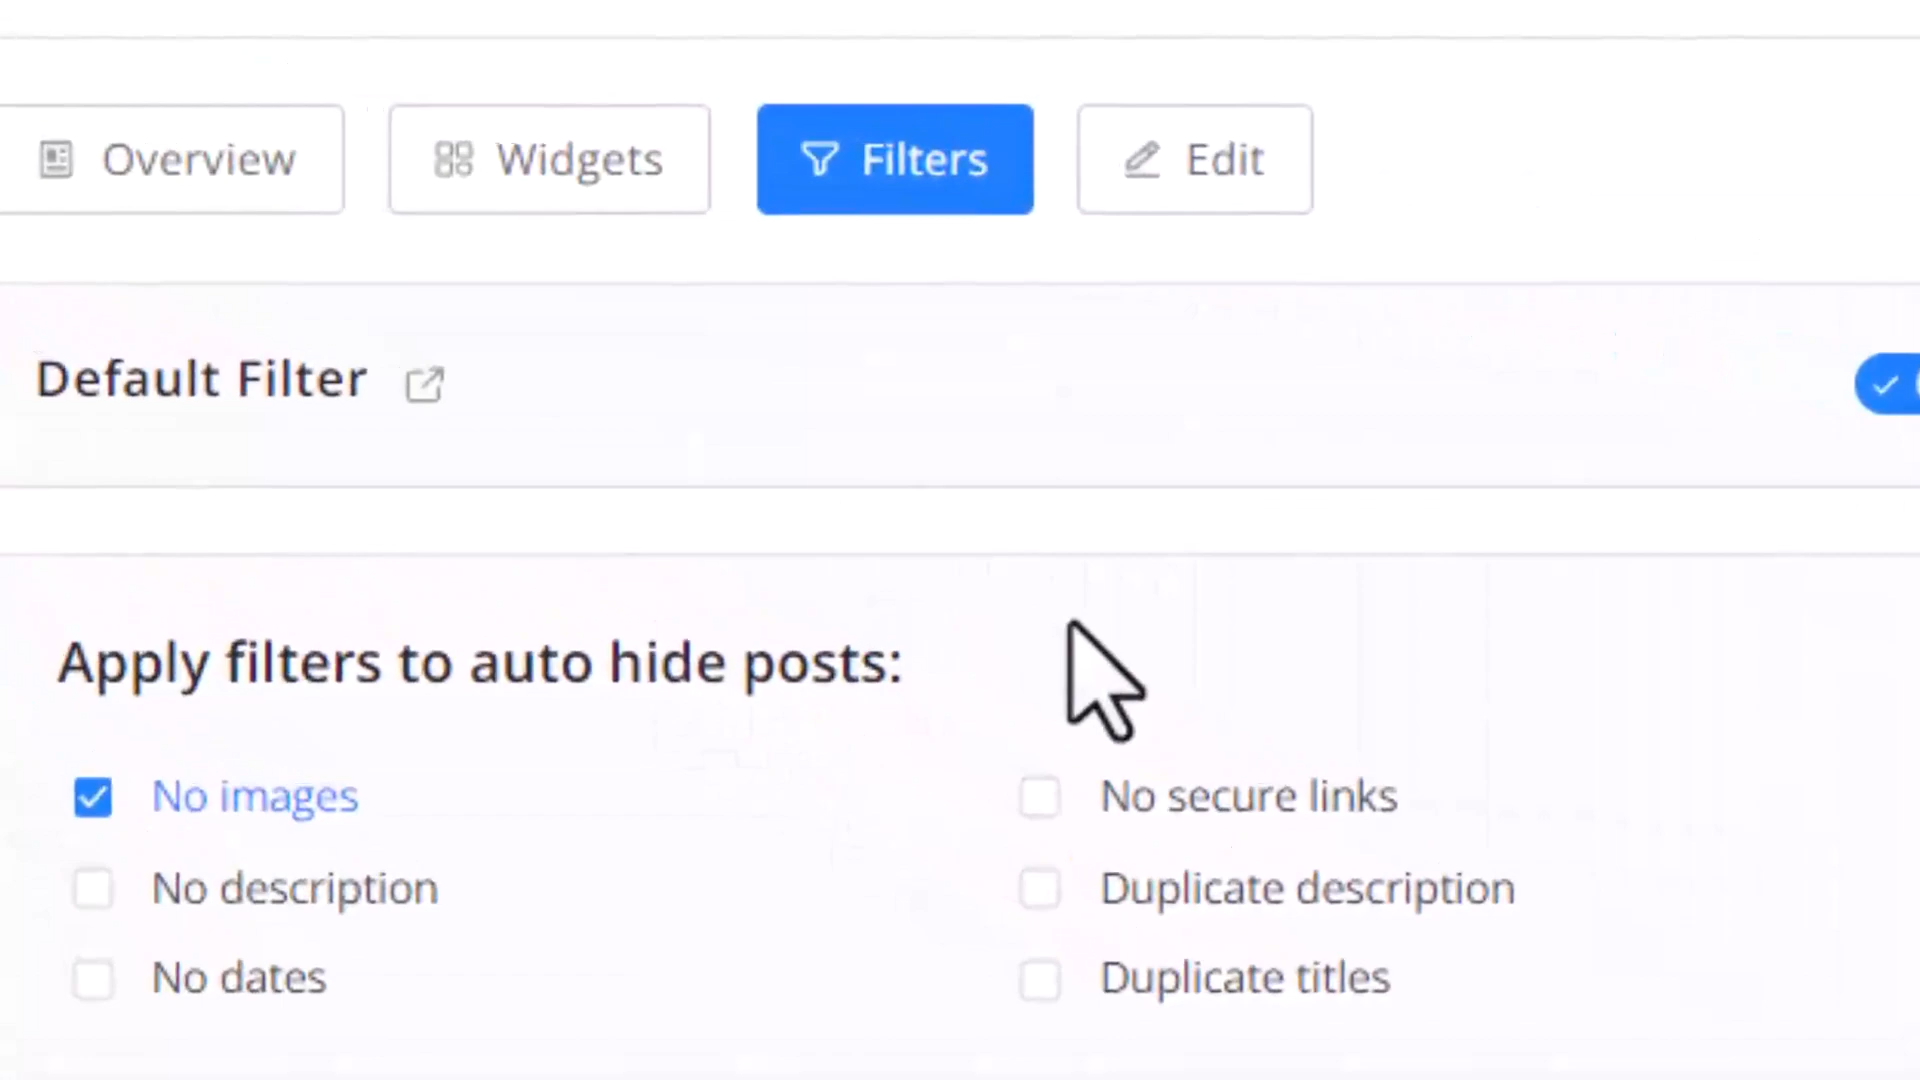 Overview Widgets Filters Edit
Default Filter
Apply filters to auto hide posts:
No images No secure links
No description Duplicate description
No dates Duplicate titles